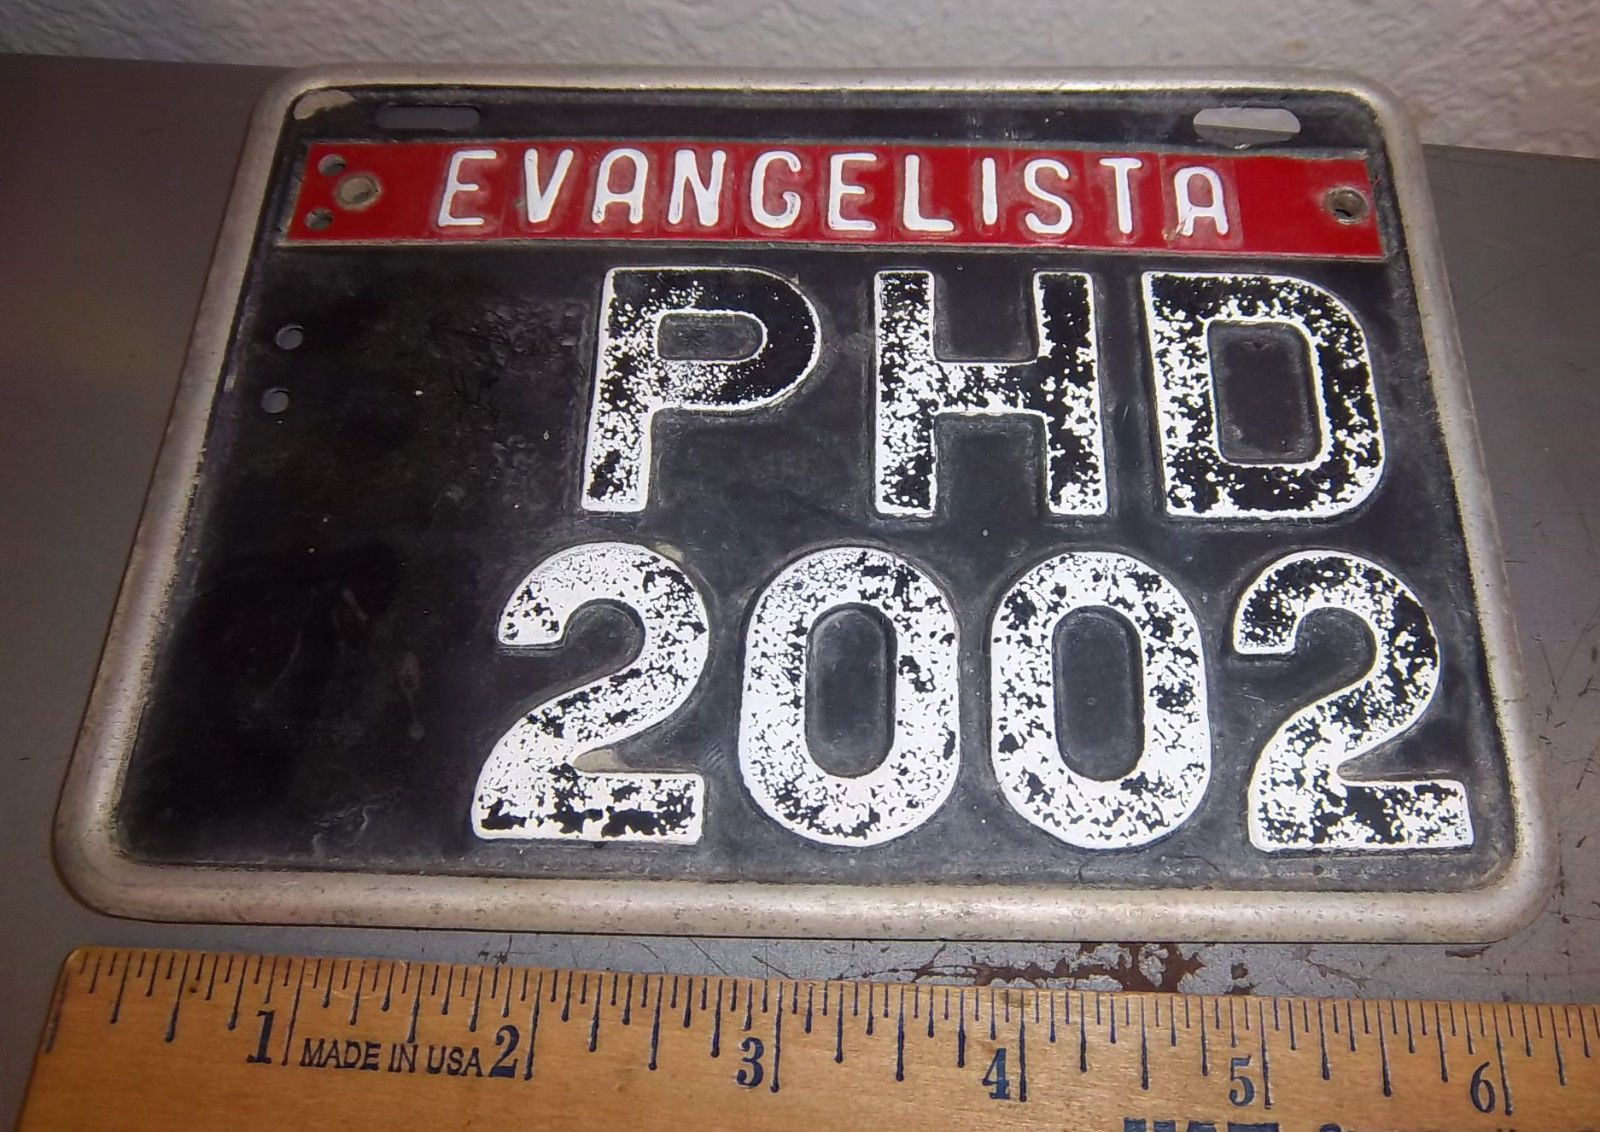 EVANGELISTA
PHD
2002
1 MADE IN USA 2 3 4 5 6